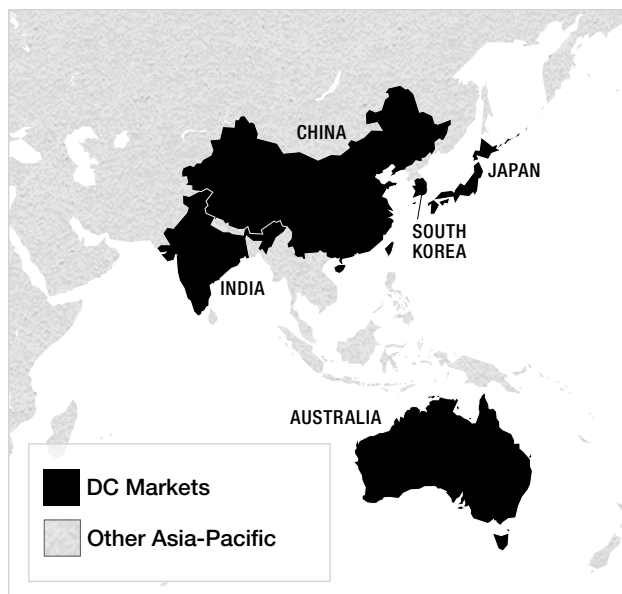 CHINA
JAPAN
SOUTH
KOREA
INDIA
AUSTRALIA
DC Markets
Other Asia-Pacific